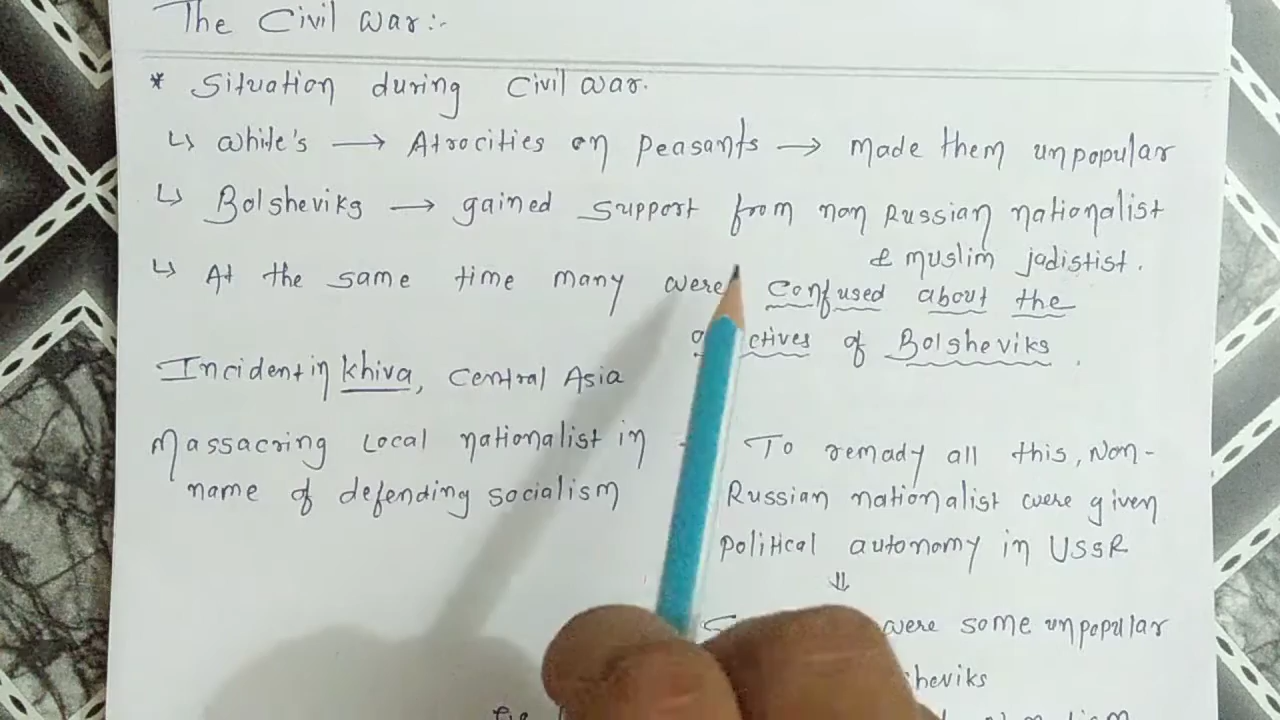 The Civil War:-
* Situation during Civil War.
↳ White's → Atrocities on Peasants → made them unpopular
↳ Bolsheviks → gained support from non Russian nationalist
& muslim jadistist.
↳ At the same time many were confused about the
of Bolsheviks.
Incident in Khiva, Central Asia
Massacring Local nationalist in
name of defending socialism
To remady all this, Non-
Russian nationalist were given
Political autonomy in USSR
⇓
were some unpopular